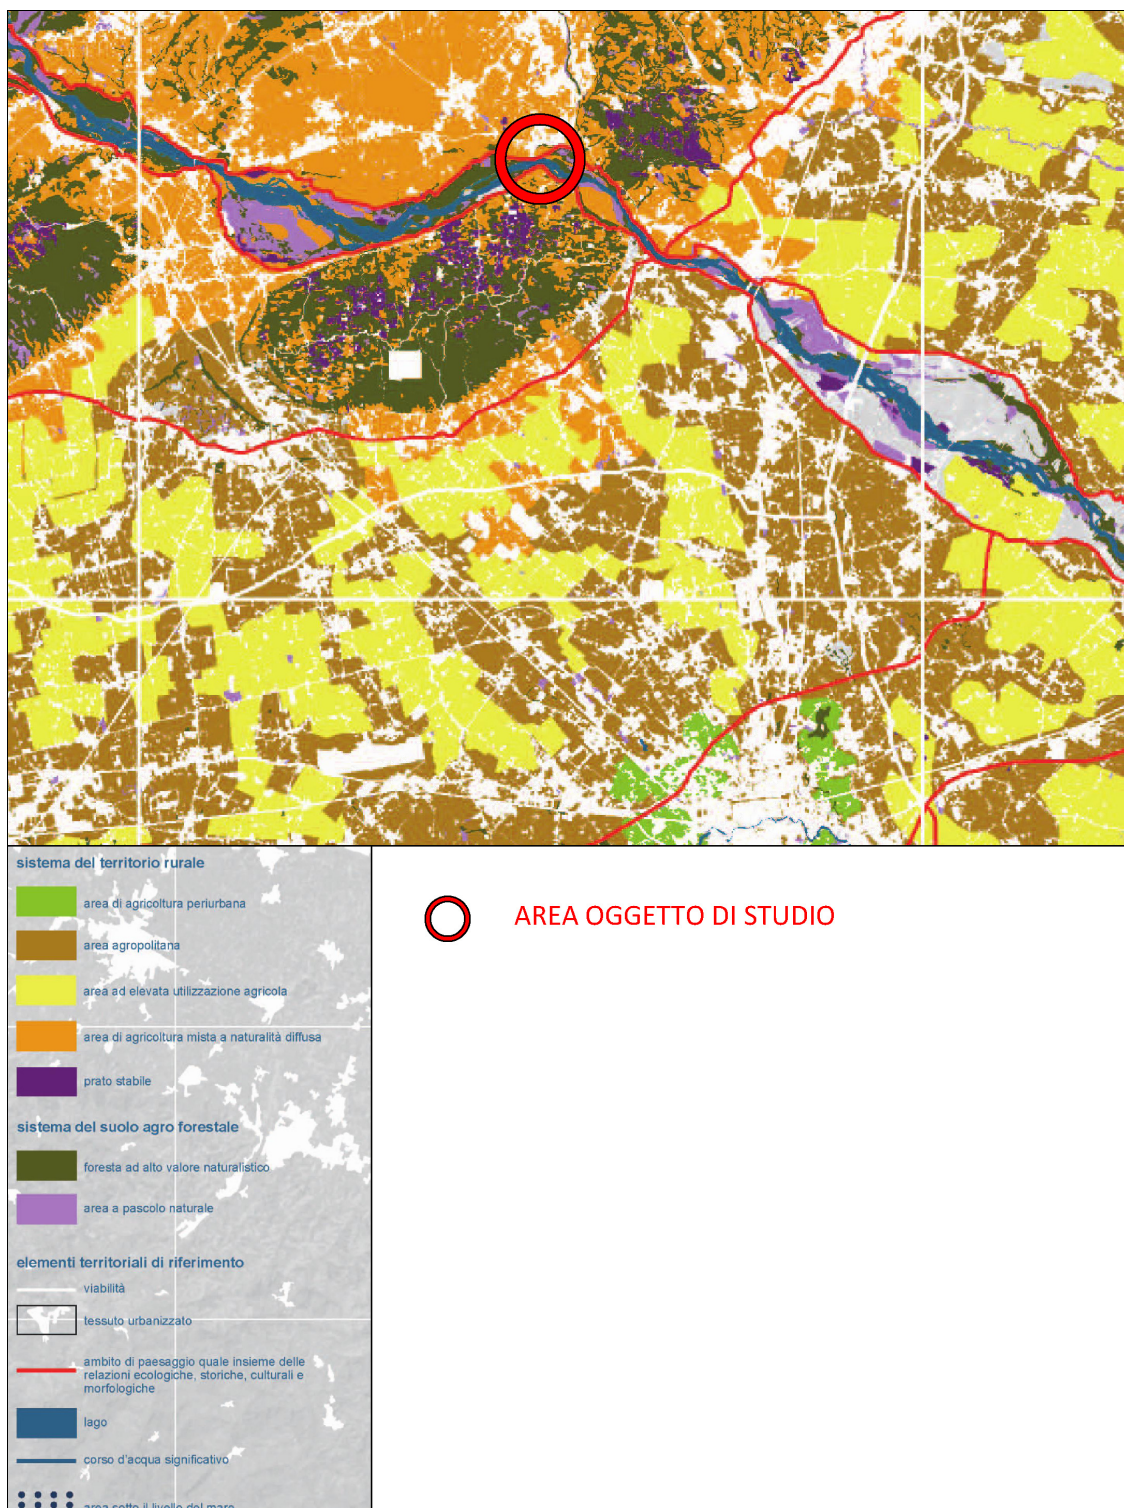 sistema del territorio rurale
area di agricoltura periurbana
area agropolitana
area ad elevata utilizzazione agricola
area di agricoltura mista a naturalità diffusa
prato stabile
sistema del suolo agro forestale
foresta ad alto valore naturalistico
area a pascolo naturale
elementi territoriali di riferimento
viabilità
tessuto urbanizzato
ambito di paesaggio quale insieme delle
relazioni ecologiche, storiche, culturali e
morfologiche
lago
corso d'acqua significativo
area sotto il livello del mare
AREA OGGETTO DI STUDIO